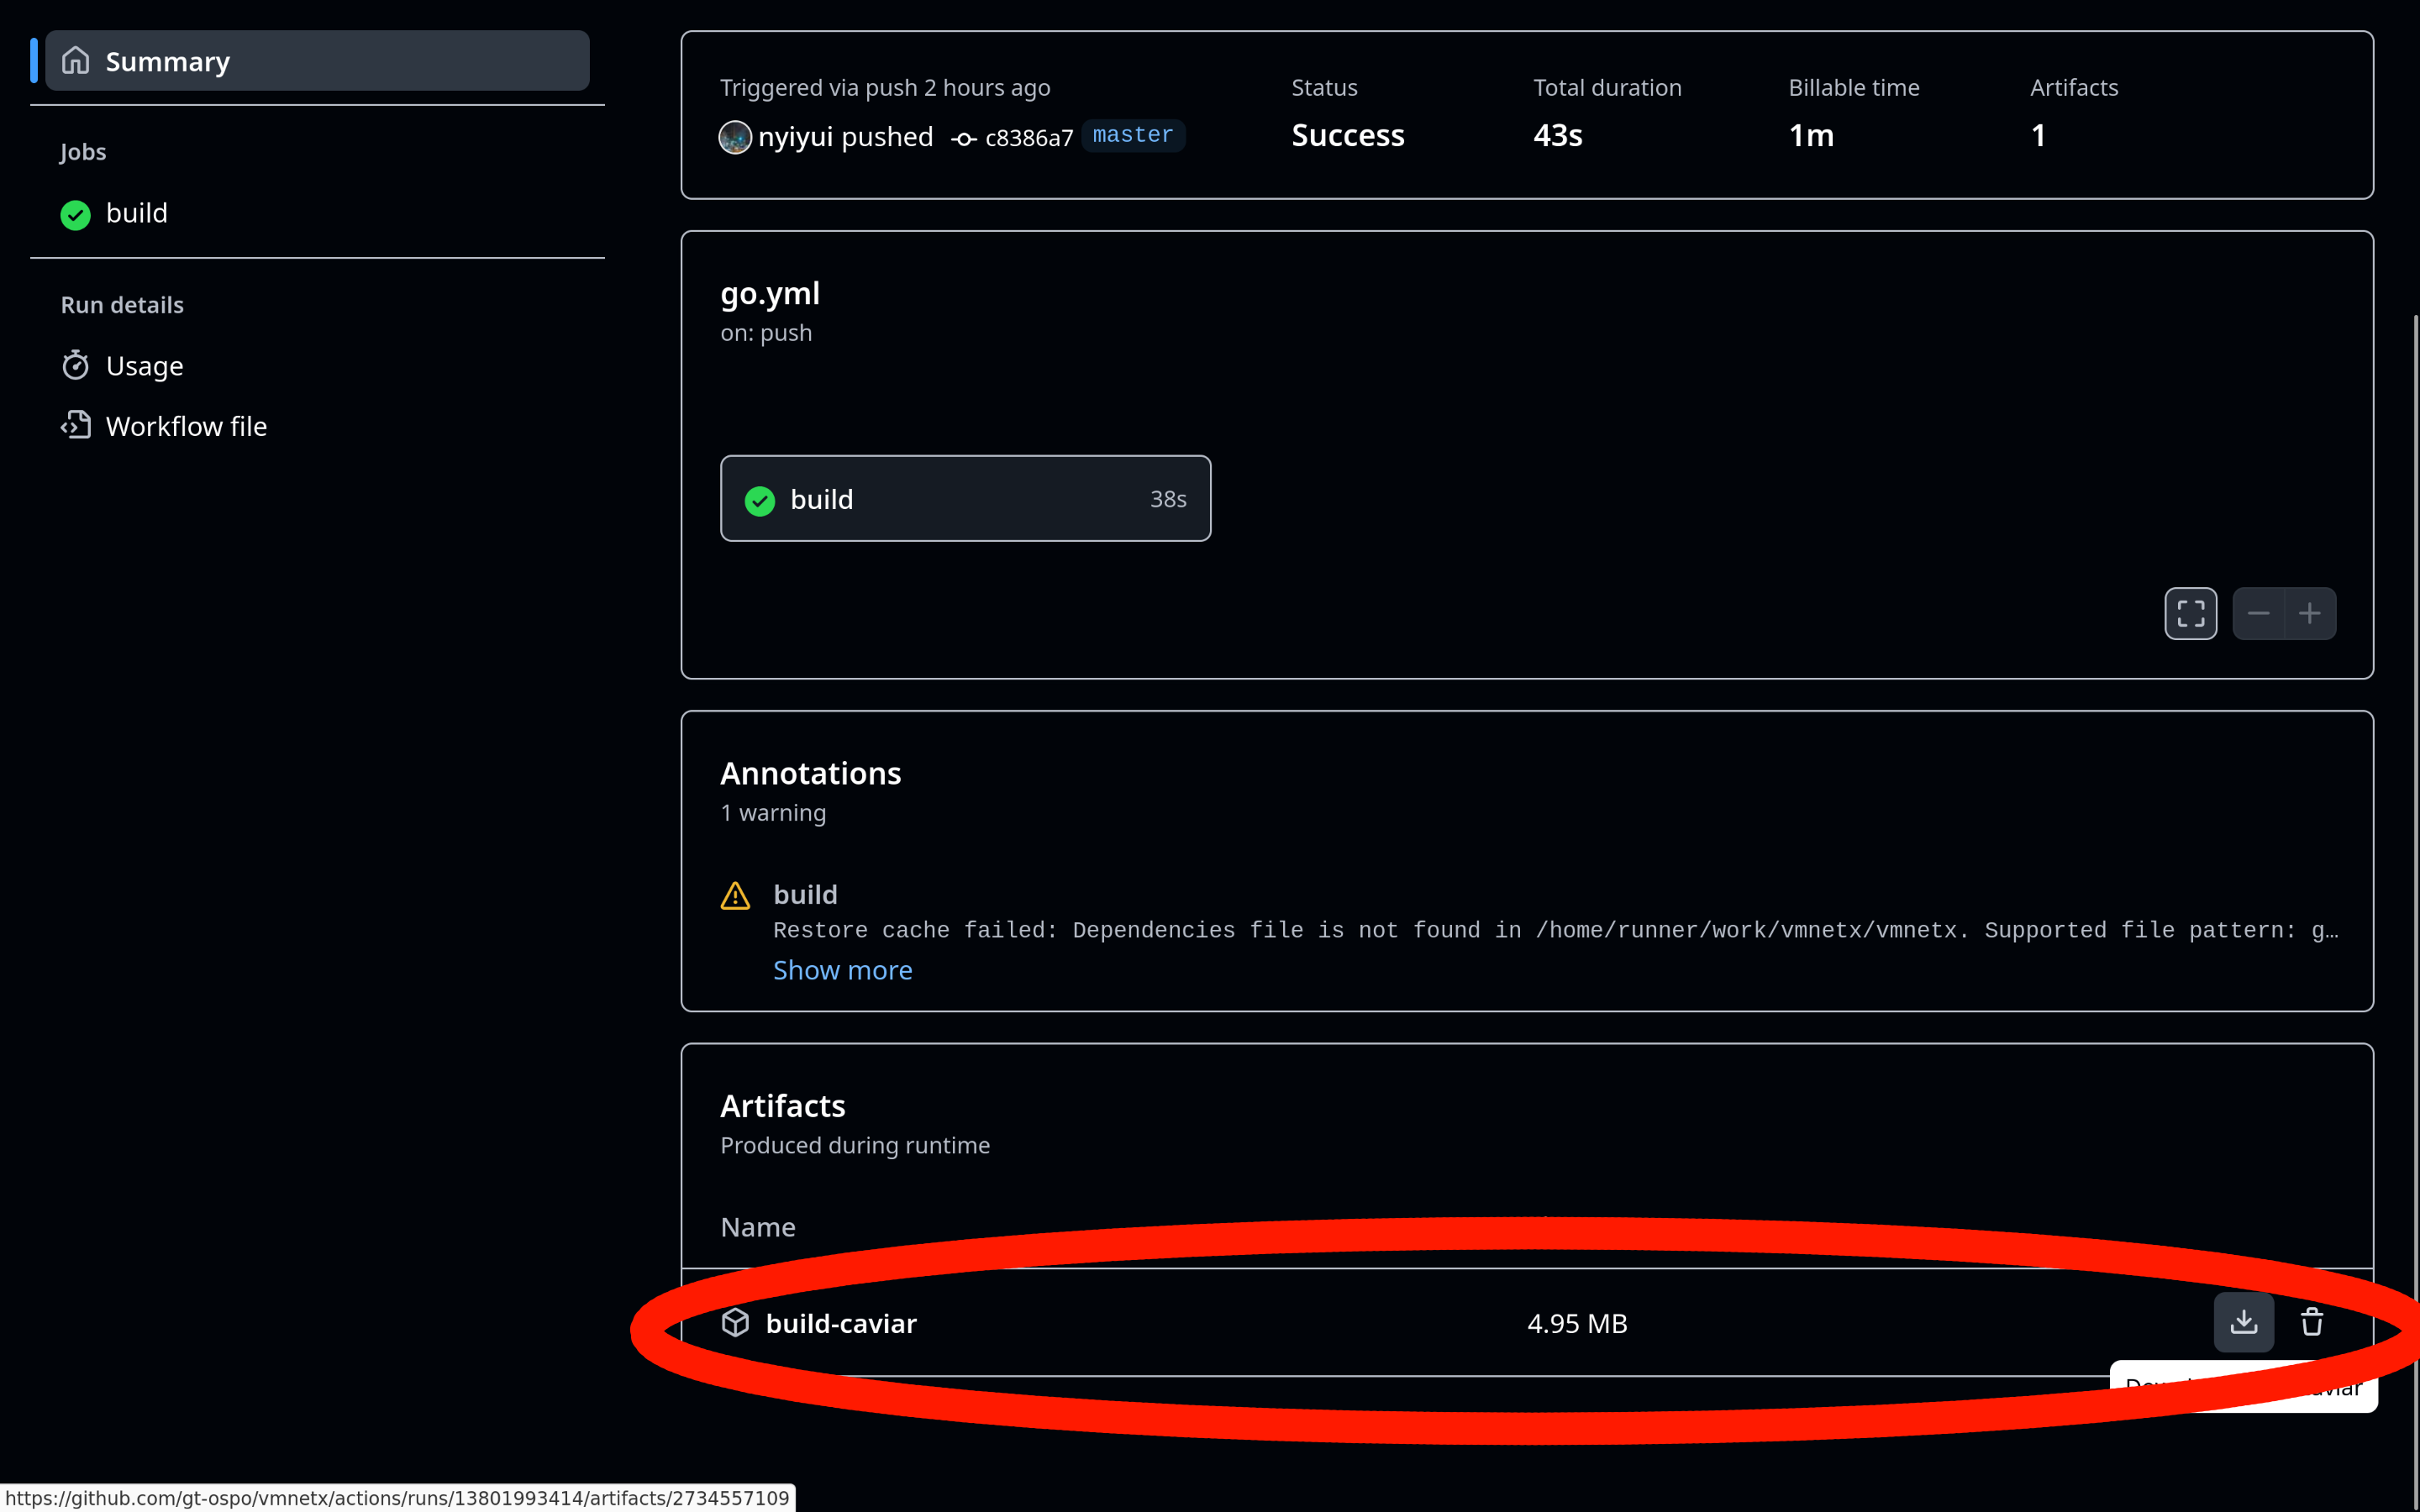 Summary
Jobs
build
Run details
Usage
Workflow file
Triggered via push 2 hours ago
nyiyui pushed c8386a7 master
Status
Success
Total duration
43s
Billable time
1m
Artifacts
1
go.yml
on: push
build 38s
Annotations
1 warning
build
Restore cache failed: Dependencies file is not found in /home/runner/work/vmnetx/vmnetx. Supported file pattern: g…
Show more
Artifacts
Produced during runtime
Name
build-caviar 4.95 MB
https://github.com/gt-ospo/vmnetx/actions/runs/13801993414/artifacts/2734557109